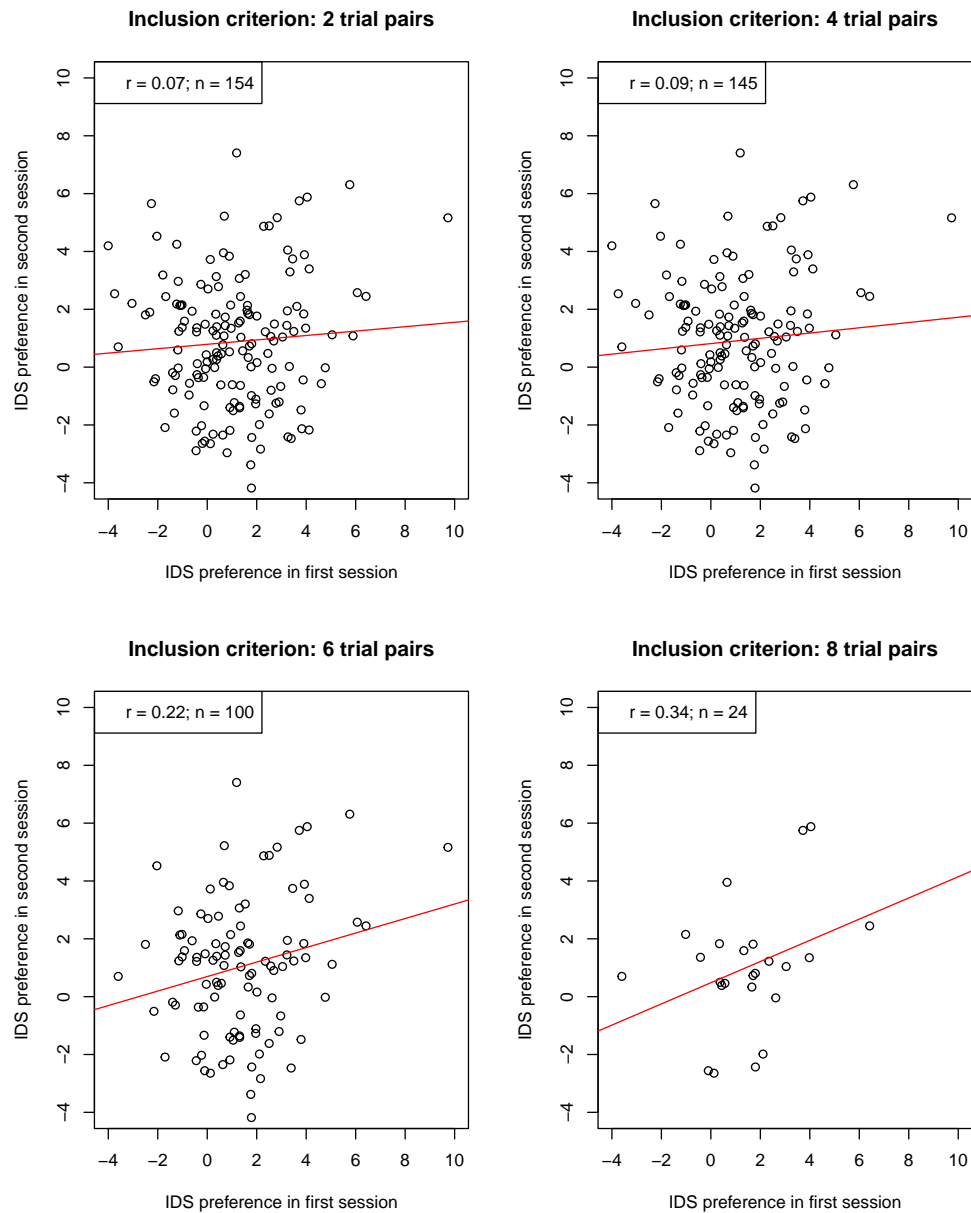 Inclusion criterion: 2 trial pairs
r = 0.07; n = 154
IDS preference in second session
10
8
6
4
2
0
−2
−4
−4 −2 0 2 4 6 8 10
IDS preference in first session
Inclusion criterion: 4 trial pairs
r = 0.09; n = 145
IDS preference in second session
10
8
6
4
2
0
−2
−4
−4 −2 0 2 4 6 8 10
IDS preference in first session
Inclusion criterion: 6 trial pairs
r = 0.22; n = 100
IDS preference in second session
10
8
6
4
2
0
−2
−4
−4 −2 0 2 4 6 8 10
IDS preference in first session
Inclusion criterion: 8 trial pairs
r = 0.34; n = 24
IDS preference in second session
10
8
6
4
2
0
−2
−4
−4 −2 0 2 4 6 8 10
IDS preference in first session